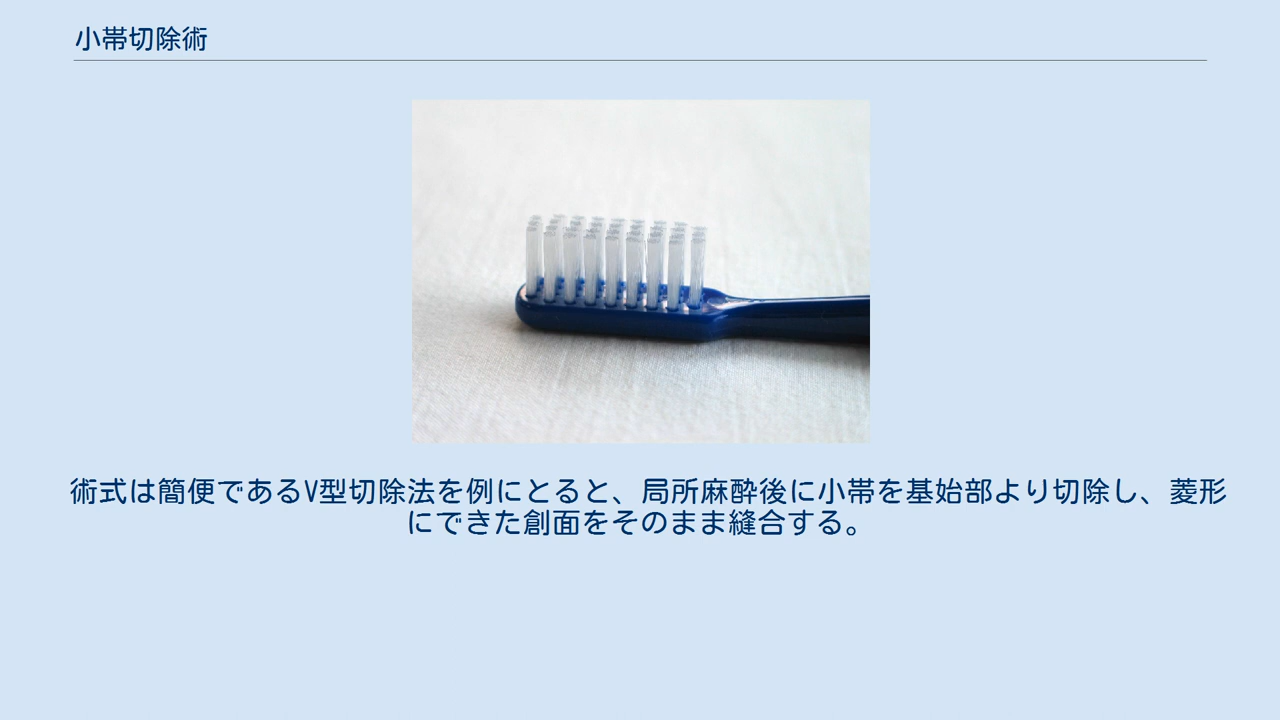 小帯切除術
術式は簡便であるV型切除法を例にとると、局所麻酔後に小帯を基始部より切除し、菱形
にできた創面をそのまま縫合する。